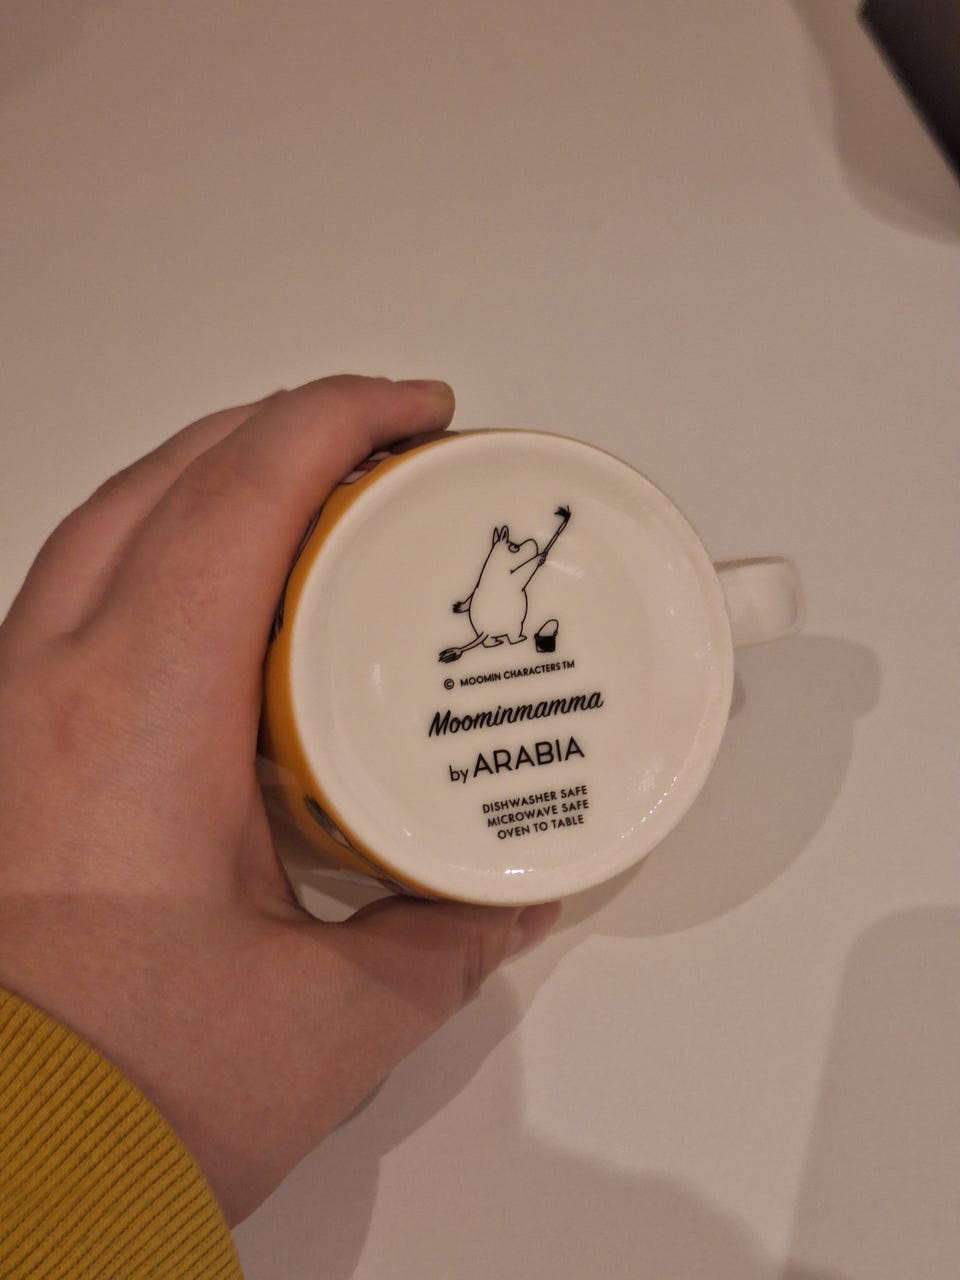 © MOOMIN CHARACTERS TM
Moominmamma
by ARABIA
DISHWASHER SAFE
MICROWAVE SAFE
OVEN TO TABLE